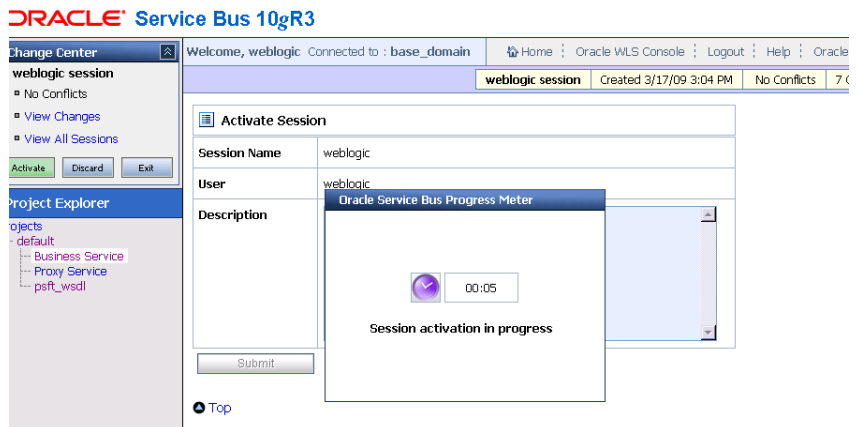 ORACLE Service Bus 10gR3
Change Center
Welcome, weblogic Connected to : base_domain Home Oracle WLS Console Logout Help Oracle
weblogic session
weblogic session Created 3/17/09 3:04 PM No Conflicts 7
No Conflicts
View Changes
View All Sessions
Activate Discard Exit
Project Explorer
ojects
default
Business Service
Proxy Service
psft_wsdl
Activate Session
Session Name weblogic
User weblogic
Description
Oracle Service Bus Progress Meter
00:05
Session activation in progress
Submit
Top